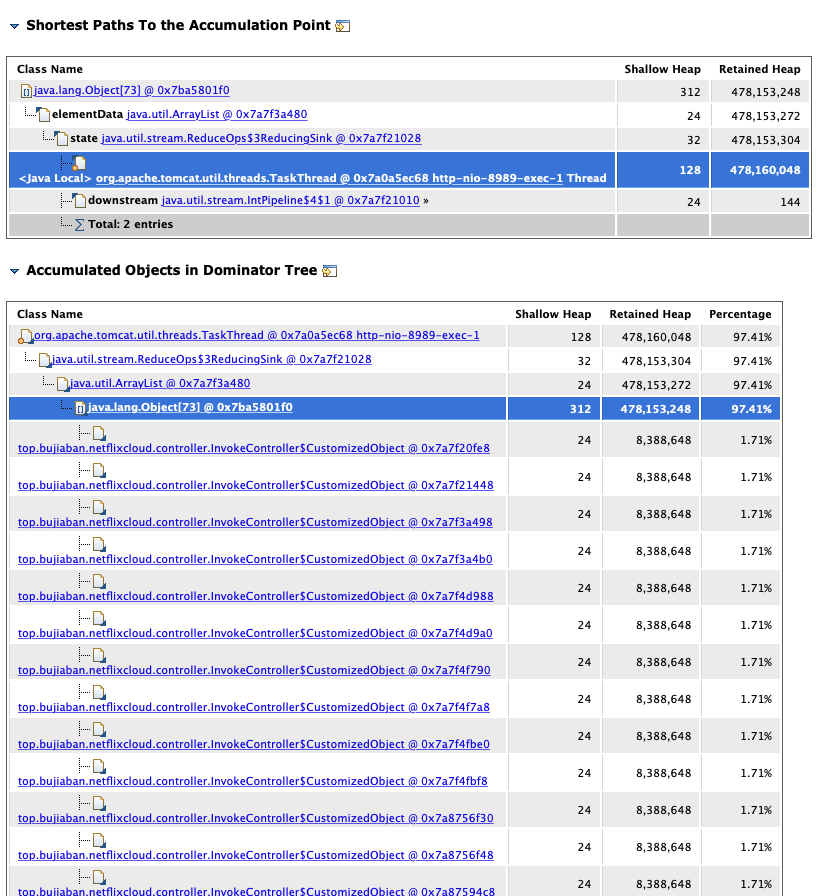 Shortest Paths To the Accumulation Point
Class Name Shallow Heap Retained Heap
java.lang.Object[73] @ 0x7ba5801f0 312 478,153,248
elementData java.util.ArrayList @ 0x7a7f3a480 24 478,153,272
state java.util.stream.ReduceOps$3ReducingSink @ 0x7a7f21028 32 478,153,304
<Java Local> org.apache.tomcat.util.threads.TaskThread @ 0x7a0a5ec68 http-nio-8989-exec-1 Thread 128 478,160,048
downstream java.util.stream.IntPipeline$4$1 @ 0x7a7f21010 » 24 144
Total: 2 entries
Accumulated Objects in Dominator Tree
Class Name Shallow Heap Retained Heap Percentage
org.apache.tomcat.util.threads.TaskThread @ 0x7a0a5ec68 http-nio-8989-exec-1 128 478,160,048 97.41%
java.util.stream.ReduceOps$3ReducingSink @ 0x7a7f21028 32 478,153,304 97.41%
java.util.ArrayList @ 0x7a7f3a480 24 478,153,272 97.41%
java.lang.Object[73] @ 0x7ba5801f0 312 478,153,248 97.41%
top.bujiaban.netflixcloud.controller.InvokeController$CustomizedObject @ 0x7a7f20fe8 24 8,388,648 1.71%
top.bujiaban.netflixcloud.controller.InvokeController$CustomizedObject @ 0x7a7f21448 24 8,388,648 1.71%
top.bujiaban.netflixcloud.controller.InvokeController$CustomizedObject @ 0x7a7f3a498 24 8,388,648 1.71%
top.bujiaban.netflixcloud.controller.InvokeController$CustomizedObject @ 0x7a7f3a4b0 24 8,388,648 1.71%
top.bujiaban.netflixcloud.controller.InvokeController$CustomizedObject @ 0x7a7f4d988 24 8,388,648 1.71%
top.bujiaban.netflixcloud.controller.InvokeController$CustomizedObject @ 0x7a7f4d9a0 24 8,388,648 1.71%
top.bujiaban.netflixcloud.controller.InvokeController$CustomizedObject @ 0x7a7f4f790 24 8,388,648 1.71%
top.bujiaban.netflixcloud.controller.InvokeController$CustomizedObject @ 0x7a7f4f7a8 24 8,388,648 1.71%
top.bujiaban.netflixcloud.controller.InvokeController$CustomizedObject @ 0x7a7f4fbe0 24 8,388,648 1.71%
top.bujiaban.netflixcloud.controller.InvokeController$CustomizedObject @ 0x7a7f4fbf8 24 8,388,648 1.71%
top.bujiaban.netflixcloud.controller.InvokeController$CustomizedObject @ 0x7a8756f30 24 8,388,648 1.71%
top.bujiaban.netflixcloud.controller.InvokeController$CustomizedObject @ 0x7a8756f48 24 8,388,648 1.71%
top.bujiaban.netflixcloud.controller.InvokeController$CustomizedObject @ 0x7a87594c8 24 8,388,648 1.71%